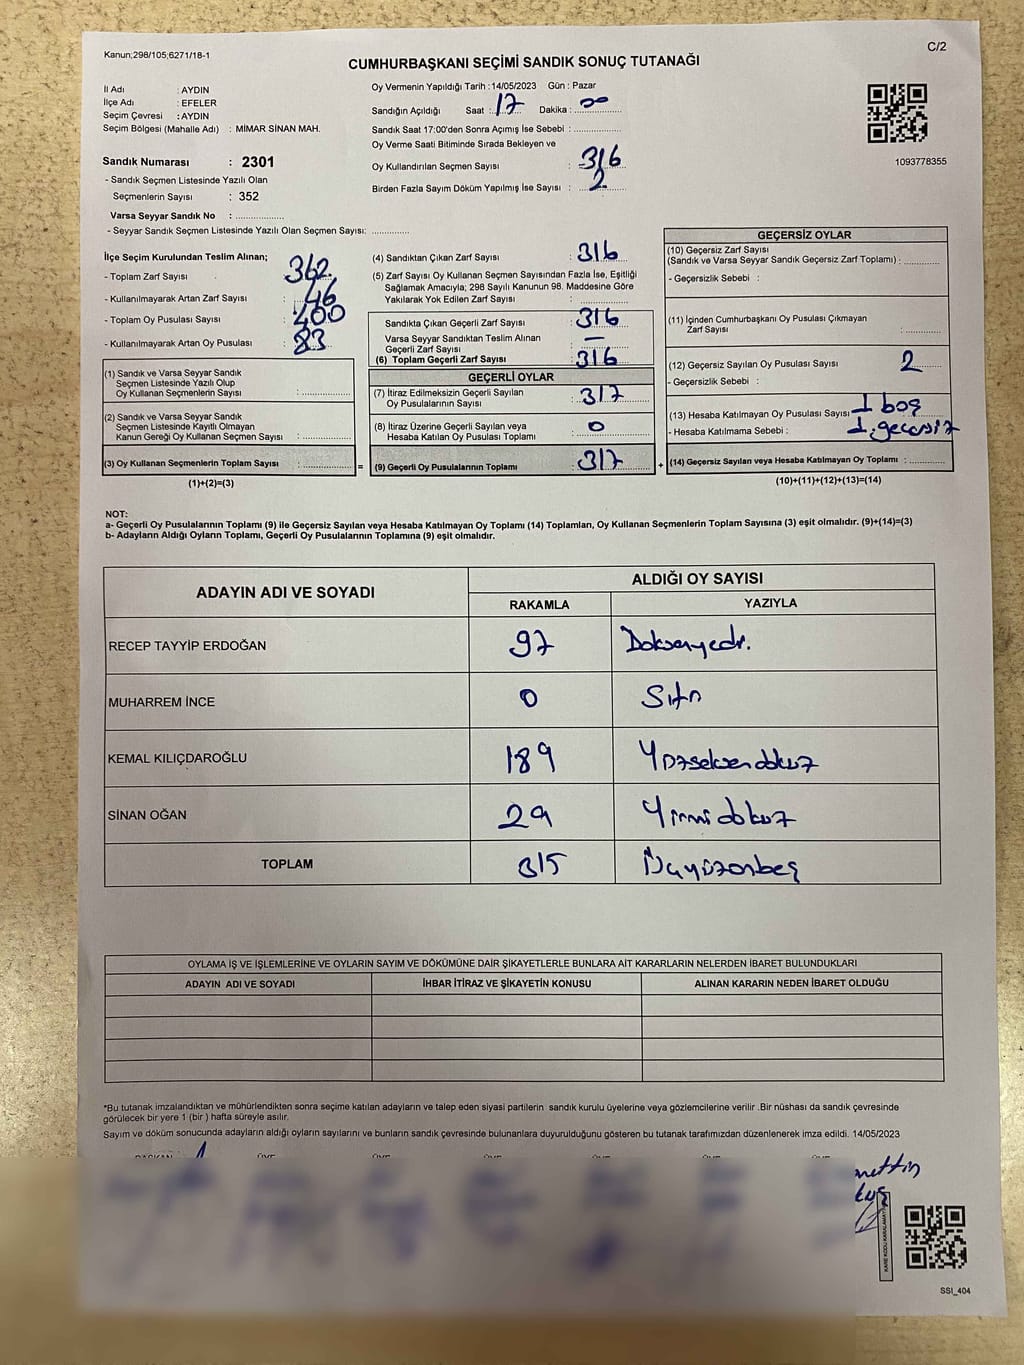 Kanun;298/105;6271/18-1
C/2
CUMHURBAŞKANI SEÇİMİ SANDIK SONUÇ TUTANAĞI
İl Adı : AYDIN
İlçe Adı : EFELER
Seçim Çevresi : AYDIN
Seçim Bölgesi (Mahalle Adı) : MİMAR SİNAN MAH.
Sandık Numarası : 2301
- Sandık Seçmen Listesinde Yazılı Olan
Seçmenlerin Sayısı : 352
Varsa Seyyar Sandık No : ..................
- Seyyar Sandık Seçmen Listesinde Yazılı Olan Seçmen Sayısı: ..............
Oy Vermenin Yapıldığı Tarih :14/05/2023 Gün : Pazar
Sandığın Açıldığı Saat : 17 Dakika : 00
Sandık Saat 17:00'den Sonra Açımış İse Sebebi : ..................
Oy Verme Saati Bitiminde Sırada Bekleyen ve
Oy Kullandırılan Seçmen Sayısı : 316
Birden Fazla Sayım Döküm Yapılmış İse Sayısı : 2
1093778355
İlçe Seçim Kurulundan Teslim Alınan;
- Toplam Zarf Sayısı : 362
- Kullanılmayarak Artan Zarf Sayısı : 46
- Toplam Oy Pusulası Sayısı : 400
- Kullanılmayarak Artan Oy Pusulası : 83
(1) Sandık ve Varsa Seyyar Sandık
Seçmen Listesinde Yazılı Olup
Oy Kullanan Seçmenlerin Sayısı : ..................
(2) Sandık ve Varsa Seyyar Sandık
Seçmen Listesinde Kayıtlı Olmayan
Kanun Gereği Oy Kullanan Seçmen Sayısı : ..................
(3) Oy Kullanan Seçmenlerin Toplam Sayısı : .................. =
(1)+(2)=(3)
(4) Sandıktan Çıkan Zarf Sayısı : 316
(5) Zarf Sayısı Oy Kullanan Seçmen Sayısından Fazla İse, Eşitliği
Sağlamak Amacıyla; 298 Sayılı Kanunun 98. Maddesine Göre
Yakılarak Yok Edilen Zarf Sayısı : ..................
Sandıkta Çıkan Geçerli Zarf Sayısı : 316
Varsa Seyyar Sandıktan Teslim Alınan
Geçerli Zarf Sayısı : —
(6) Toplam Geçerli Zarf Sayısı : 316
GEÇERLİ OYLAR
(7) İtiraz Edilmeksizin Geçerli Sayılan
Oy Pusulalarının Sayısı : 317
(8) İtiraz Üzerine Geçerli Sayılan veya
Hesaba Katılan Oy Pusulası Toplamı : 0
(9) Geçerli Oy Pusulalarının Toplamı : 317 +
GEÇERSİZ OYLAR
(10) Geçersiz Zarf Sayısı
(Sandık ve Varsa Seyyar Sandık Geçersiz Zarf Toplamı) : .............
- Geçersizlik Sebebi :
(11) İçinden Cumhurbaşkanı Oy Pusulası Çıkmayan
Zarf Sayısı : .............
(12) Geçersiz Sayılan Oy Pusulası Sayısı : 2
- Geçersizlik Sebebi :
(13) Hesaba Katılmayan Oy Pusulası Sayısı : 1 boş
- Hesaba Katılmama Sebebi : 1.geçersiz
(14) Geçersiz Sayılan veya Hesaba Katılmayan Oy Toplamı : .............
(10)+(11)+(12)+(13)=(14)
NOT:
a- Geçerli Oy Pusulalarının Toplamı (9) ile Geçersiz Sayılan veya Hesaba Katılmayan Oy Toplamı (14) Toplamları, Oy Kullanan Seçmenlerin Toplam Sayısına (3) eşit olmalıdır. (9)+(14)=(3)
b- Adayların Aldığı Oyların Toplamı, Geçerli Oy Pusulalarının Toplamına (9) eşit olmalıdır.
ADAYIN ADI VE SOYADI
ALDIĞI OY SAYISI
RAKAMLA YAZIYLA
RECEP TAYYİP ERDOĞAN 97 Doksanyedi.
MUHARREM İNCE 0 Sıfır
KEMAL KILIÇDAROĞLU 189 Yüzseksendokuz
SİNAN OĞAN 29 Yirmidokuz
TOPLAM 315 Üçyüzonbeş
OYLAMA İŞ VE İŞLEMLERİNE VE OYLARIN SAYIM VE DÖKÜMÜNE DAİR ŞİKAYETLERLE BUNLARA AİT KARARLARIN NELERDEN İBARET BULUNDUKLARI
ADAYIN ADI VE SOYADI İHBAR İTİRAZ VE ŞİKAYETİN KONUSU ALINAN KARARIN NEDEN İBARET OLDUĞU
*Bu tutanak imzalandıktan ve mühürlendikten sonra seçime katılan adayların ve talep eden siyasi partilerin sandık kurulu üyelerine veya gözlemcilerine verilir .Bir nüshası da sandık çevresinde
görülecek bir yere 1 (bir ) hafta süreyle asılır.
Sayım ve döküm sonucunda adayların aldığı oyların sayılarını ve bunların sandık çevresinde bulunanlara duyurulduğunu gösteren bu tutanak tarafımızdan düzenlenerek imza edildi. 14/05/2023
BAŞKAN ÜYE ÜYE ÜYE ÜYE ÜYE ÜYE
KARE KODU KARALAMAYIN
SSI_404